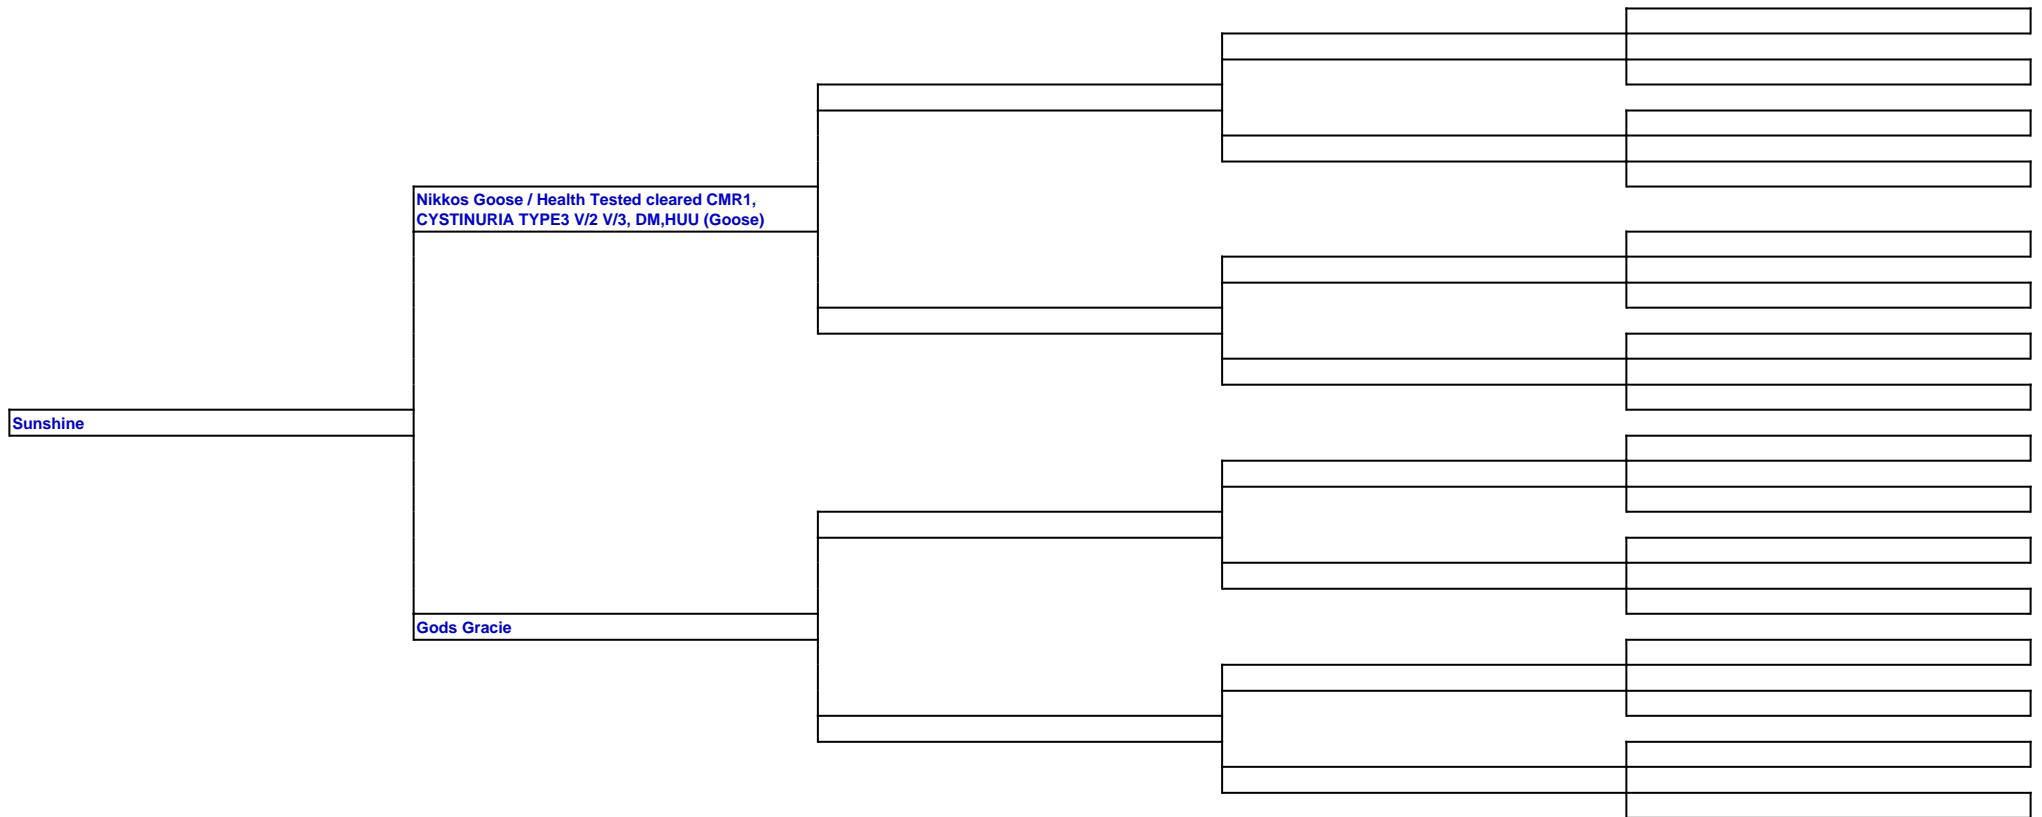 Nikkos Goose / Health Tested cleared CMR1,
CYSTINURIA TYPE3 V/2 V/3, DM,HUU (Goose)
Sunshine
Gods Gracie